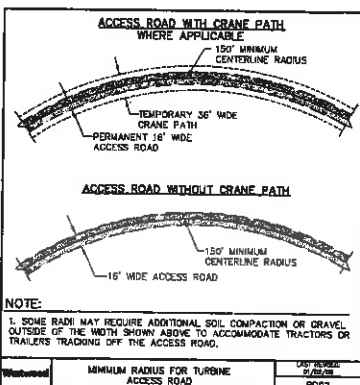 ACCESS ROAD WITH CRANE PATH
WHERE APPLICABLE
150' MINIMUM
CENTERLINE RADIUS
TEMPORARY 36' WIDE
CRANE PATH
PERMANENT 16' WIDE
ACCESS ROAD
ACCESS ROAD WITHOUT CRANE PATH
150' MINIMUM
CENTERLINE RADIUS
16' WIDE ACCESS ROAD
NOTE:
1. SOME RADII MAY REQUIRE ADDITIONAL SOIL COMPACTION OR GRAVEL
OUTSIDE OF THE WIDTH SHOWN ABOVE TO ACCOMMODATE TRACTORS OR
TRAILERS TRACKING OFF THE ACCESS ROAD.
Westwood
MINIMUM RADIUS FOR TURBINE
ACCESS ROAD
LAST REVISED: